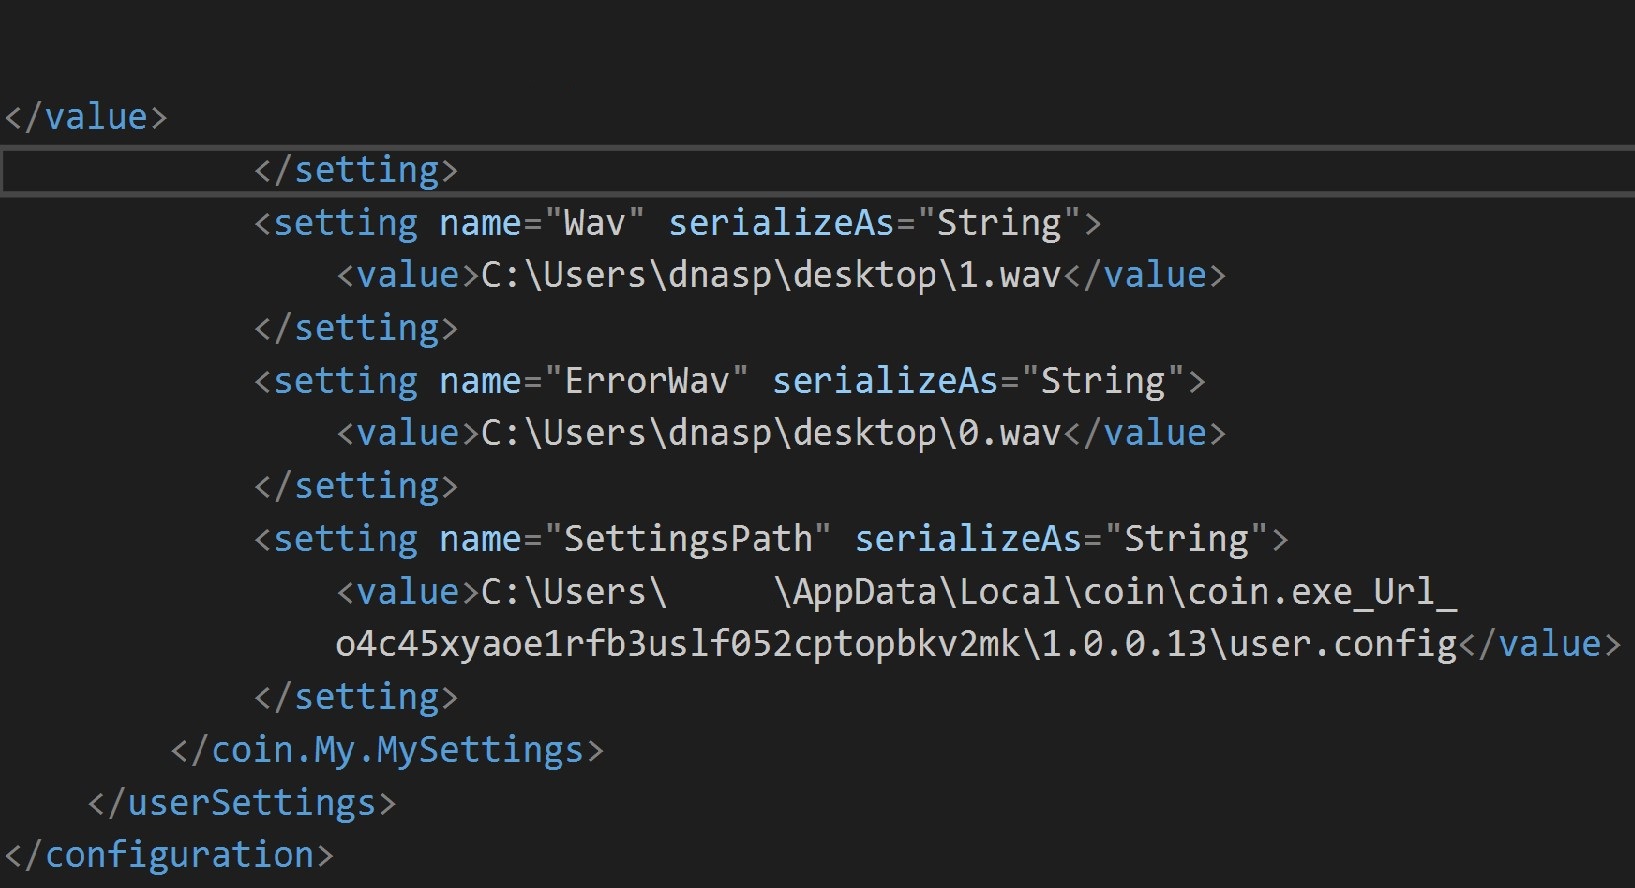 </value>
</setting>
<setting name="Wav" serializeAs="String">
<value>C:\Users\dnasp\desktop\1.wav</value>
</setting>
<setting name="ErrorWav" serializeAs="String">
<value>C:\Users\dnasp\desktop\0.wav</value>
</setting>
<setting name="SettingsPath" serializeAs="String">
<value>C:\Users\     \AppData\Local\coin\coin.exe_Url_
o4c45xyaoe1rfb3uslf052cptopbkv2mk\1.0.0.13\user.config</value>
</setting>
</coin.My.MySettings>
</userSettings>
</configuration>